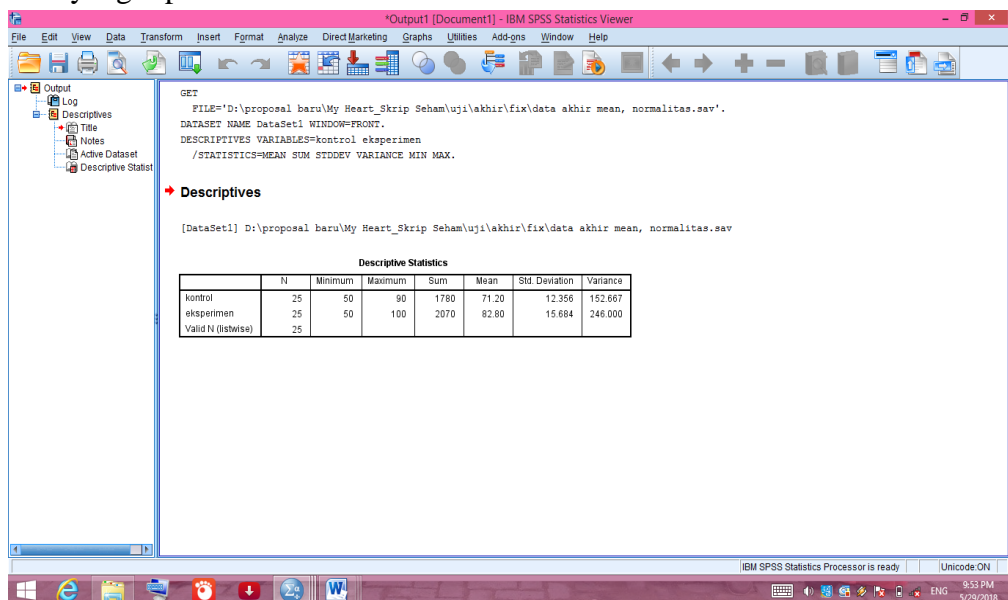 *Output1 [Document1] - IBM SPSS Statistics Viewer
File Edit View Data Transform Insert Format Analyze Direct Marketing Graphs Utilities Add-ons Window Help
Output
Log
Descriptives
Title
Notes
Active Dataset
Descriptive Statist
GET
FILE='D:\proposal baru\My Heart_Skrip Seham\uji\akhir\fix\data akhir mean, normalitas.sav'.
DATASET NAME DataSet1 WINDOW=FRONT.
DESCRIPTIVES VARIABLES=kontrol eksperimen
/STATISTICS=MEAN SUM STDDEV VARIANCE MIN MAX.
Descriptives
[DataSet1] D:\proposal baru\My Heart_Skrip Seham\uji\akhir\fix\data akhir mean, normalitas.sav
Descriptive Statistics
N Minimum Maximum Sum Mean Std. Deviation Variance
kontrol 25 50 90 1780 71.20 12.356 152.667
eksperimen 25 50 100 2070 82.80 15.684 246.000
Valid N (listwise) 25
IBM SPSS Statistics Processor is ready Unicode:ON
ENG 9:53 PM
5/29/2018